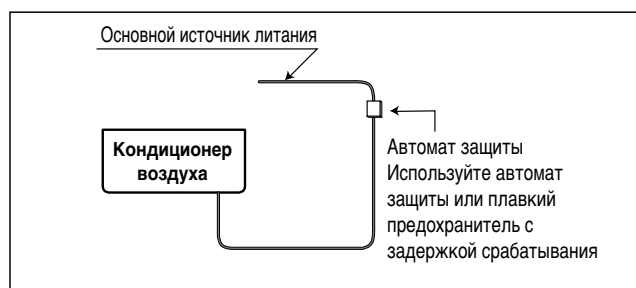 Основной источник литания
Кондиционер
воздуха
Автомат защиты
Используйте автомат
защиты или плавкий
предохранитель с
задержкой срабатывания